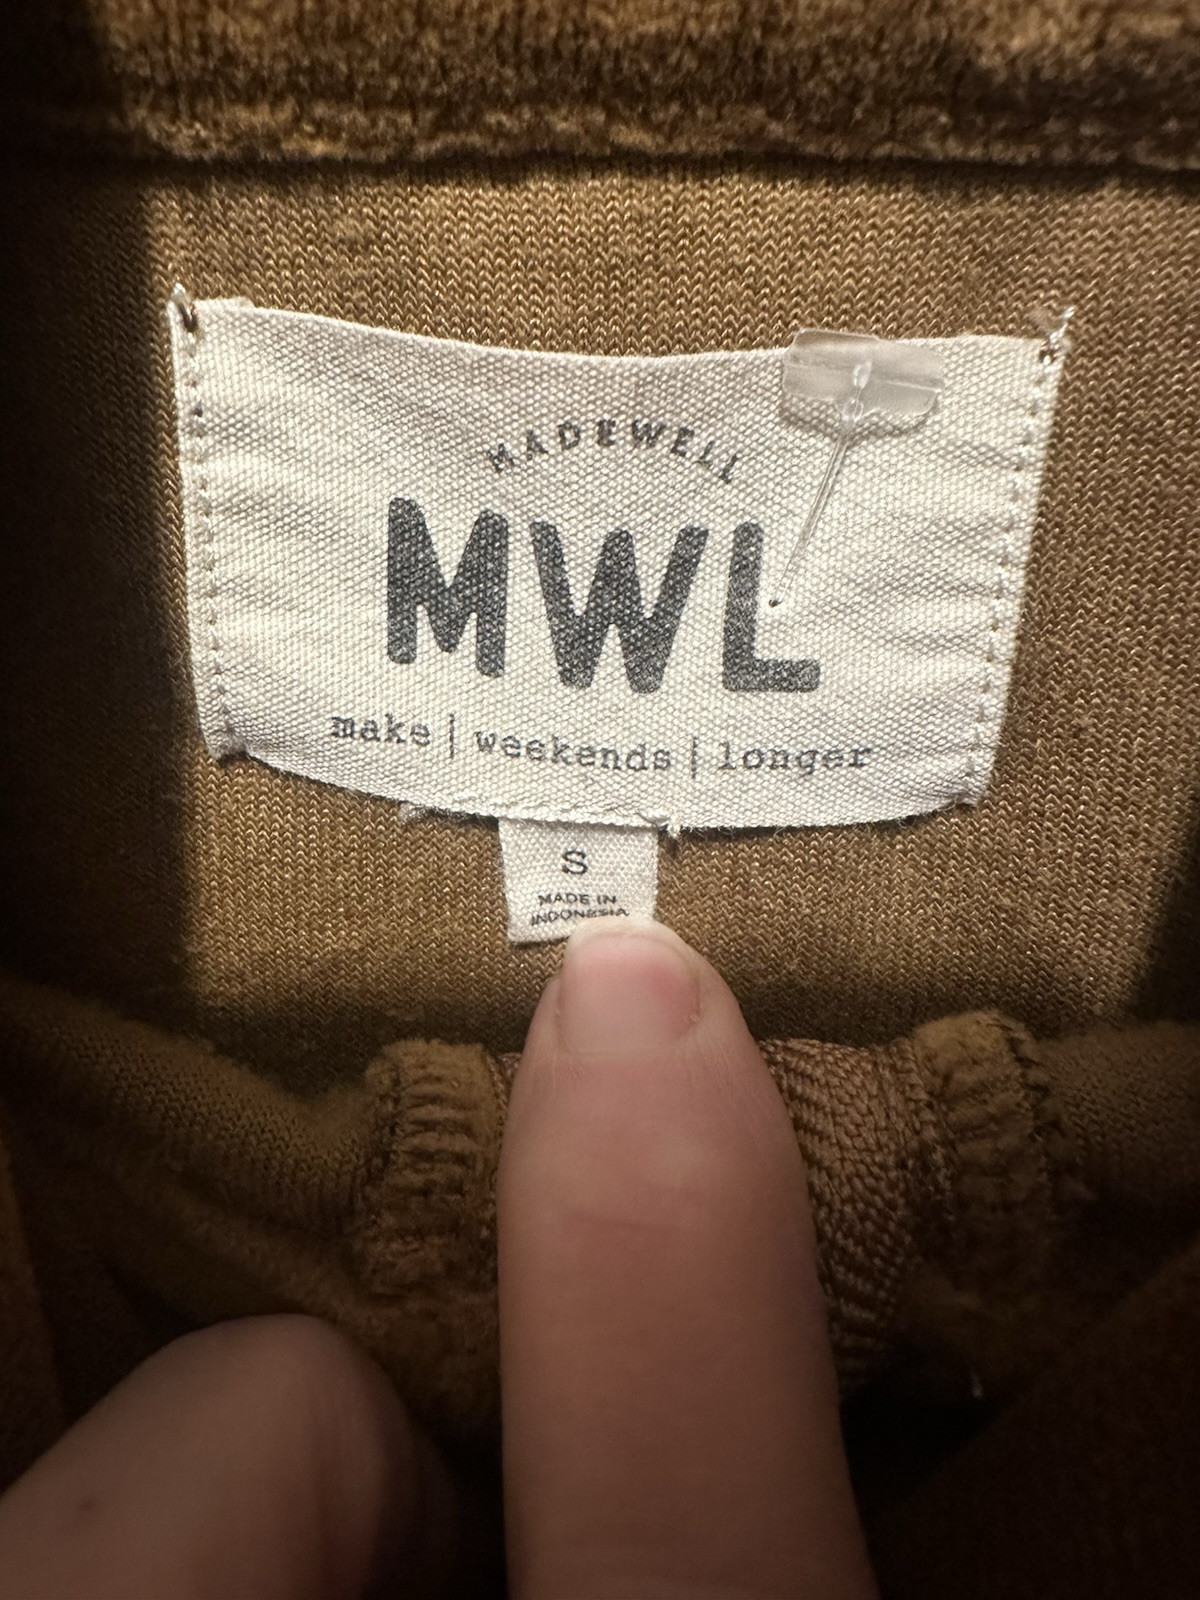 MADEWELL
MWL
make | weekends | longer
S
MADE IN
INDONESIA